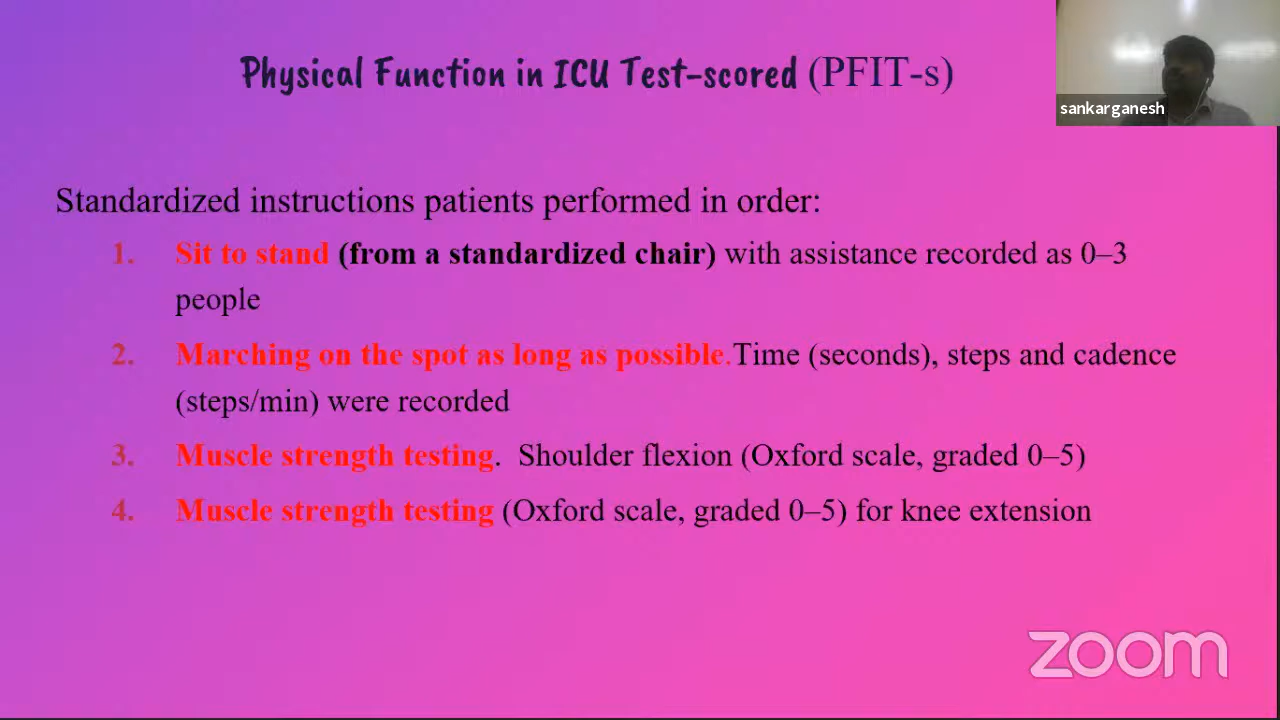 Physical Function in ICU Test-scored (PFIT-s)
sankarganesh
Standardized instructions patients performed in order:
1. Sit to stand (from a standardized chair) with assistance recorded as 0–3
people
2. Marching on the spot as long as possible.Time (seconds), steps and cadence
(steps/min) were recorded
3. Muscle strength testing. Shoulder flexion (Oxford scale, graded 0–5)
4. Muscle strength testing (Oxford scale, graded 0–5) for knee extension
zoom